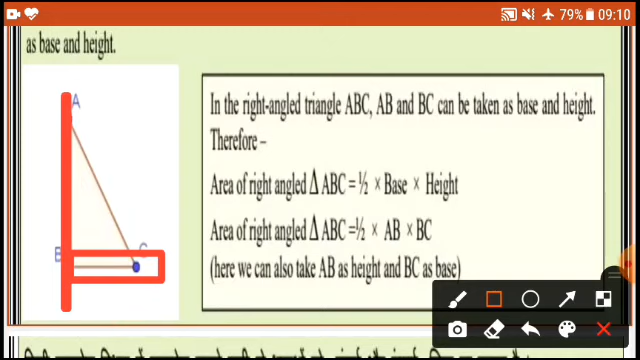 79% 09:10
as base and height.
A
B
C
In the right-angled triangle ABC, AB and BC can be taken as base and height.
Therefore –
Area of right angled Δ ABC = ½ × Base × Height
Area of right angled Δ ABC =½ × AB × BC
(here we can also take AB as height and BC as base)